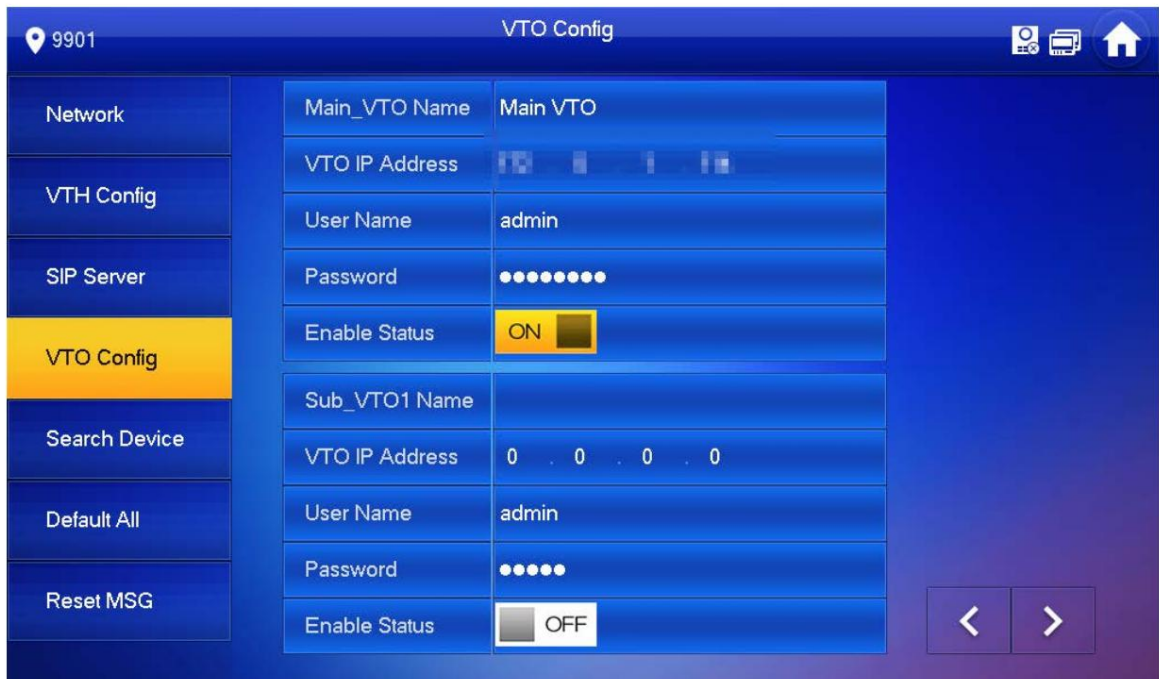 9901
VTO Config
Network
VTH Config
SIP Server
VTO Config
Search Device
Default All
Reset MSG
Main_VTO Name Main VTO
VTO IP Address
User Name admin
Password ●●●●●●●●
Enable Status ON
Sub_VTO1 Name
VTO IP Address 0 . 0 . 0 . 0
User Name admin
Password ●●●●●
Enable Status OFF